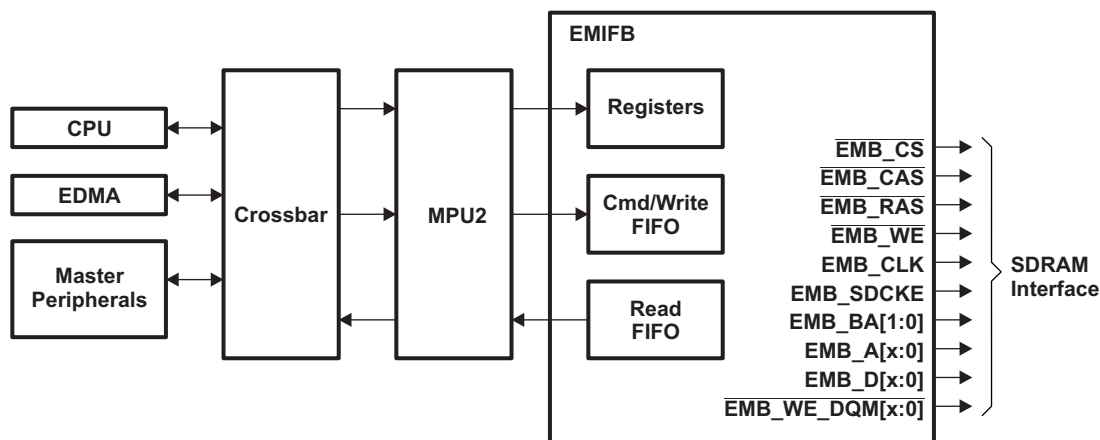 EMIFB
CPU
EDMA
Master
Peripherals
Crossbar
MPU2
Registers
Cmd/Write
FIFO
Read
FIFO
EMB_CS
EMB_CAS
EMB_RAS
EMB_WE
EMB_CLK
EMB_SDCKE
EMB_BA[1:0]
EMB_A[x:0]
EMB_D[x:0]
EMB_WE_DQM[x:0]
SDRAM
Interface